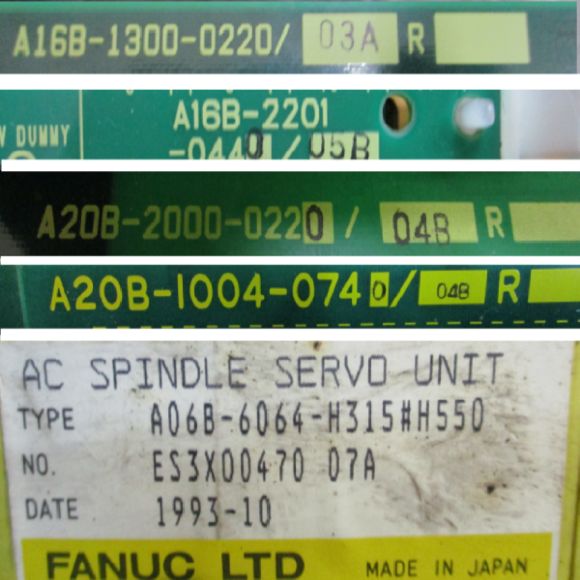 A16B-1300-0220/ 03A R
A16B-2201
DUMMY
-0440/05B
A20B-2000-0220 / 04B R
A20B-1004-0740/04B R
AC SPINDLE SERVO UNIT
TYPE A06B-6064-H315#H550
NO. ES3X00470 07A
DATE 1993-10
FANUC LTD MADE IN JAPAN